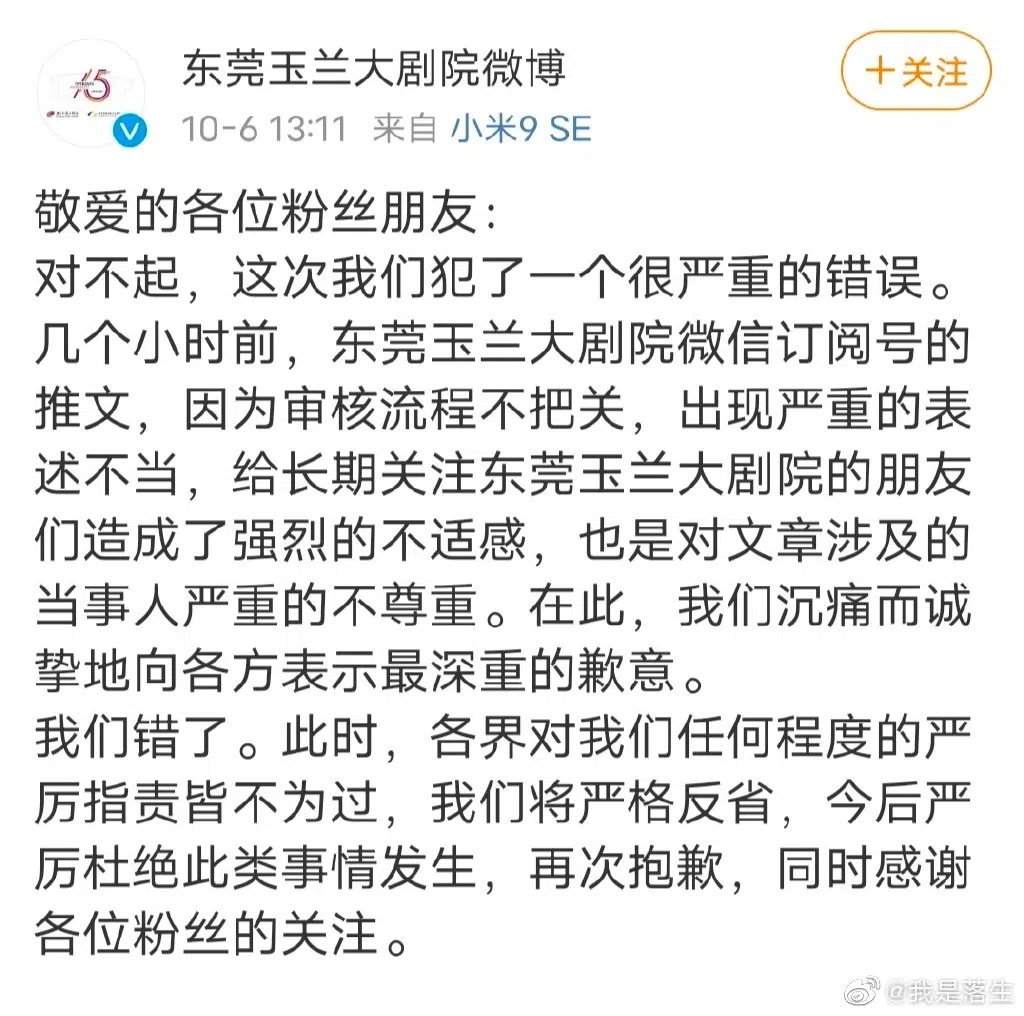 15
东莞玉兰大剧院微博
+关注
10-6 13:11 来自 小米9 SE
敬爱的各位粉丝朋友：
对不起，这次我们犯了一个很严重的错误。
几个小时前，东莞玉兰大剧院微信订阅号的
推文，因为审核流程不把关，出现严重的表
述不当，给长期关注东莞玉兰大剧院的朋友
们造成了强烈的不适感，也是对文章涉及的
当事人严重的不尊重。在此，我们沉痛而诚
挚地向各方表示最深重的歉意。
我们错了。此时，各界对我们任何程度的严
厉指责皆不为过，我们将严格反省，今后严
厉杜绝此类事情发生，再次抱歉，同时感谢
各位粉丝的关注。
@我是落生